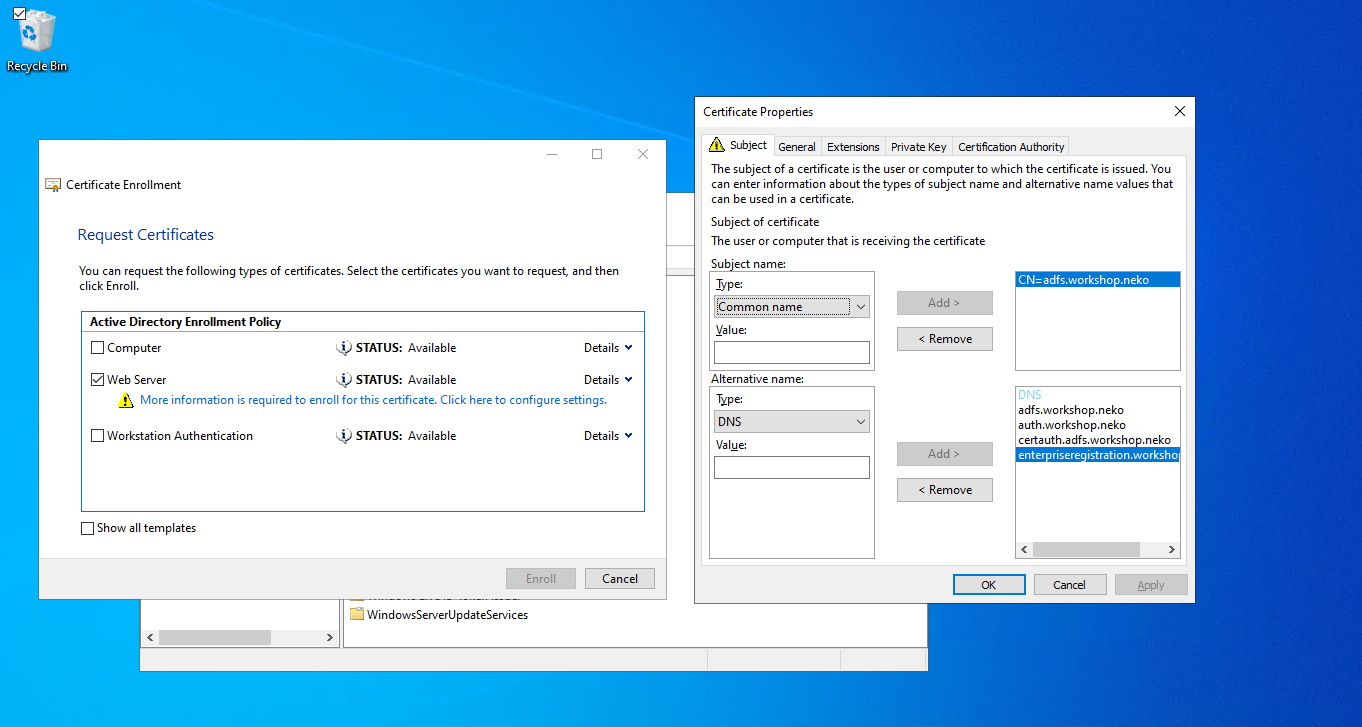 Recycle Bin
Certificate Enrollment
Request Certificates
You can request the following types of certificates. Select the certificates you want to request, and then
click Enroll.
Active Directory Enrollment Policy
Computer
STATUS: Available
Details
Web Server
STATUS: Available
Details
More information is required to enroll for this certificate. Click here to configure settings.
Workstation Authentication
STATUS: Available
Details
Show all templates
Enroll
Cancel
WindowsServerUpdateServices
Certificate Properties
Subject
General
Extensions
Private Key
Certification Authority
The subject of a certificate is the user or computer to which the certificate is issued. You
can enter information about the types of subject name and alternative name values that
can be used in a certificate.
Subject of certificate
The user or computer that is receiving the certificate
Subject name:
Type:
Common name
Value:
Add >
< Remove
CN=adfs.workshop.neko
Alternative name:
Type:
DNS
Value:
Add >
< Remove
DNS
adfs.workshop.neko
auth.workshop.neko
certauth.adfs.workshop.neko
enterpriseregistration.workshop
OK
Cancel
Apply